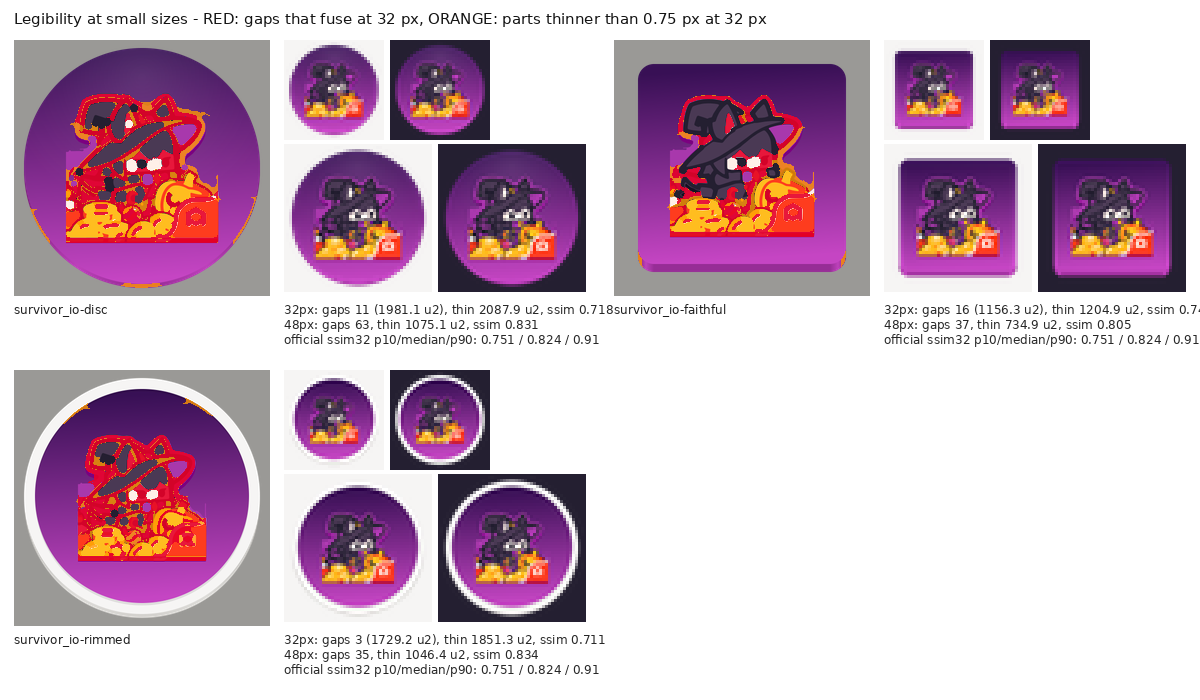 Legibility at small sizes - RED: gaps that fuse at 32 px, ORANGE: parts thinner than 0.75 px at 32 px
survivor_io-disc
32px: gaps 11 (1981.1 u2), thin 2087.9 u2, ssim 0.718
48px: gaps 63, thin 1075.1 u2, ssim 0.831
official ssim32 p10/median/p90: 0.751 / 0.824 / 0.91
survivor_io-faithful
32px: gaps 16 (1156.3 u2), thin 1204.9 u2, ssim
48px: gaps 37, thin 734.9 u2, ssim 0.805
official ssim32 p10/median/p90: 0.751 / 0.824 / 0.91
survivor_io-rimmed
32px: gaps 3 (1729.2 u2), thin 1851.3 u2, ssim 0.711
48px: gaps 35, thin 1046.4 u2, ssim 0.834
official ssim32 p10/median/p90: 0.751 / 0.824 / 0.91